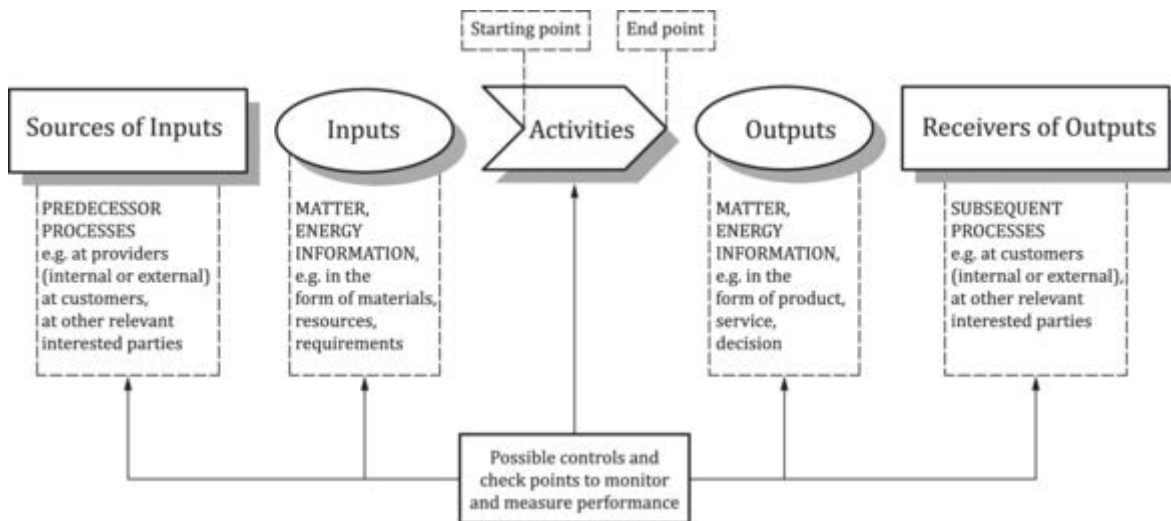 Starting point
End point
Sources of Inputs
Inputs
Activities
Outputs
Receivers of Outputs
PREDECESSOR
PROCESSES
e.g. at providers
(internal or external)
at customers,
at other relevant
interested parties
MATTER,
ENERGY
INFORMATION,
e.g. in the
form of materials,
resources,
requirements
MATTER,
ENERGY
INFORMATION,
e.g. in the
form of product,
service,
decision
SUBSEQUENT
PROCESSES
e.g. at customers
(internal or external),
at other relevant
interested parties
Possible controls and
check points to monitor
and measure performance